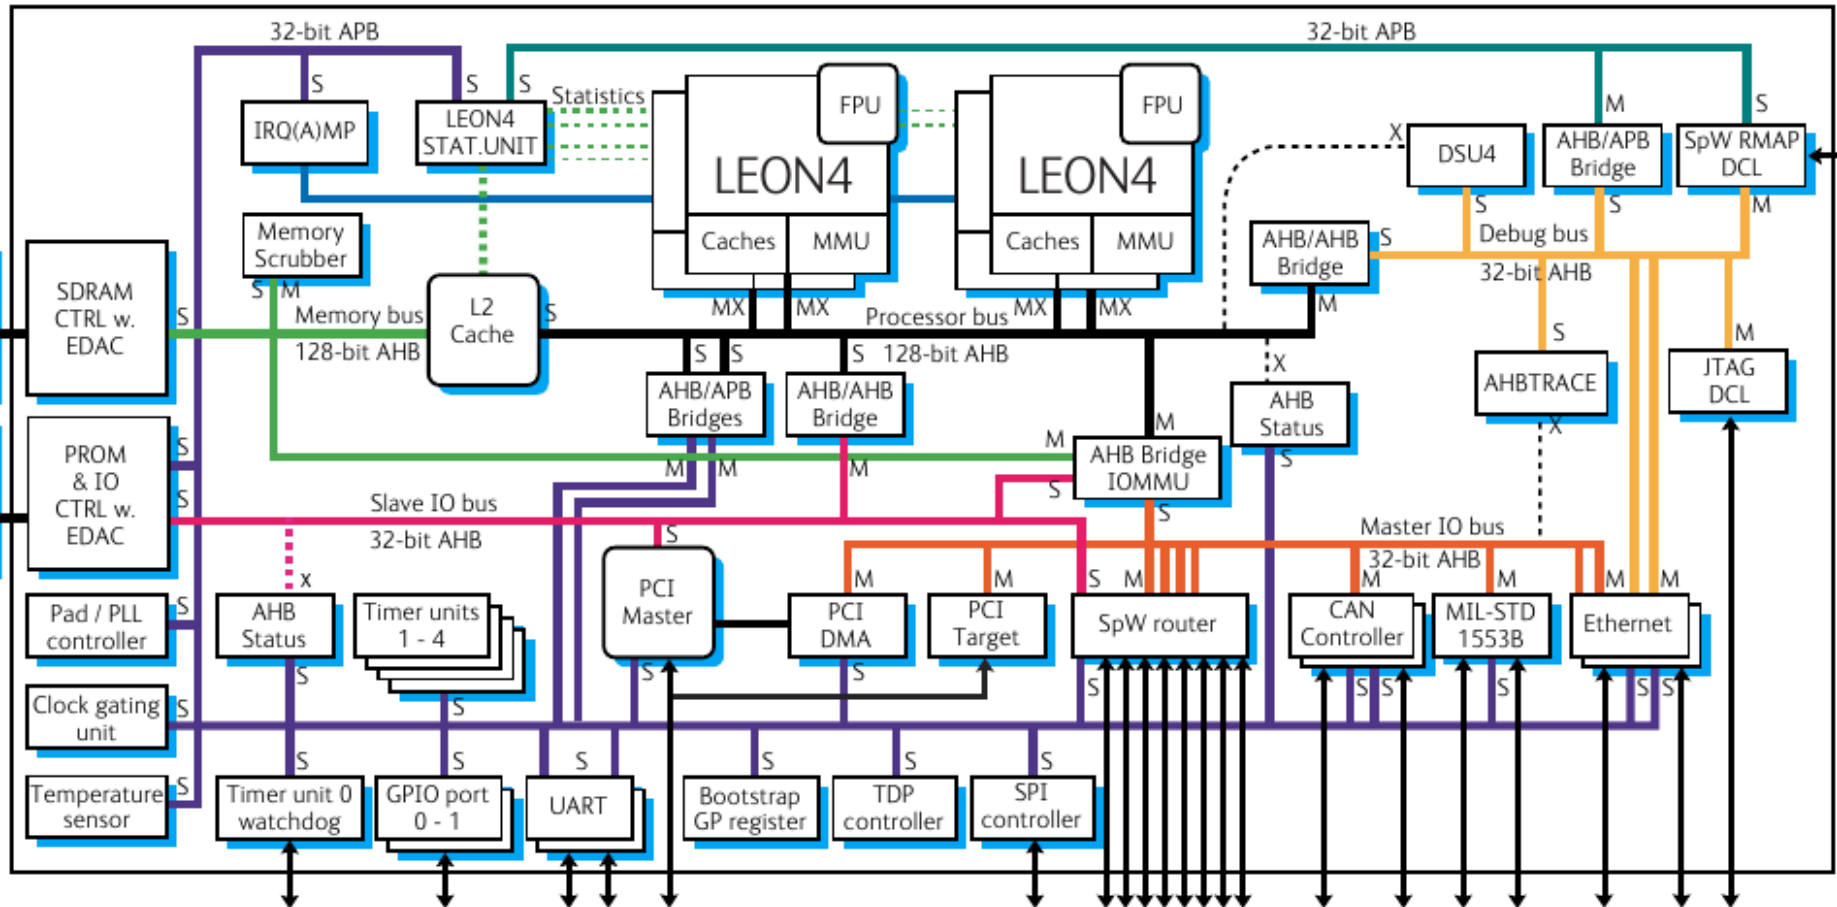 32-bit APB
32-bit APB
S
S
S
Statistics
M
S
IRQ(A)MP
LEON4
STAT.UNIT
FPU
LEON4
Caches
MMU
FPU
LEON4
Caches
MMU
X
DSU4
AHB/APB
Bridge
SpW RMAP
DCL
S
S
M
Memory
Scrubber
S
M
AHB/AHB
Bridge
S
M
Debug bus
32-bit AHB
SDRAM
CTRL w.
EDAC
S
Memory bus
128-bit AHB
L2
Cache
S
MX
MX
MX
MX
Processor bus
128-bit AHB
S
S
S
X
S
M
AHB/APB
Bridges
AHB/AHB
Bridge
AHB
Status
AHBTRACE
JTAG
DCL
M
M
M
M
M
S
X
AHB Bridge
IOMMU
S
S
PROM
& IO
CTRL w.
EDAC
S
S
Slave IO bus
32-bit AHB
Master IO bus
32-bit AHB
x
S
M
M
S
M
M
M
M
M
Pad / PLL
controller
S
AHB
Status
Timer units
1 - 4
PCI
Master
PCI
DMA
PCI
Target
SpW router
CAN
Controller
MIL-STD
1553B
Ethernet
S
S
S
S
S
S
S
S
S
S
Clock gating
unit
S
S
S
S
S
S
S
Temperature
sensor
S
Timer unit 0
watchdog
GPIO port
0 - 1
UART
Bootstrap
GP register
TDP
controller
SPI
controller